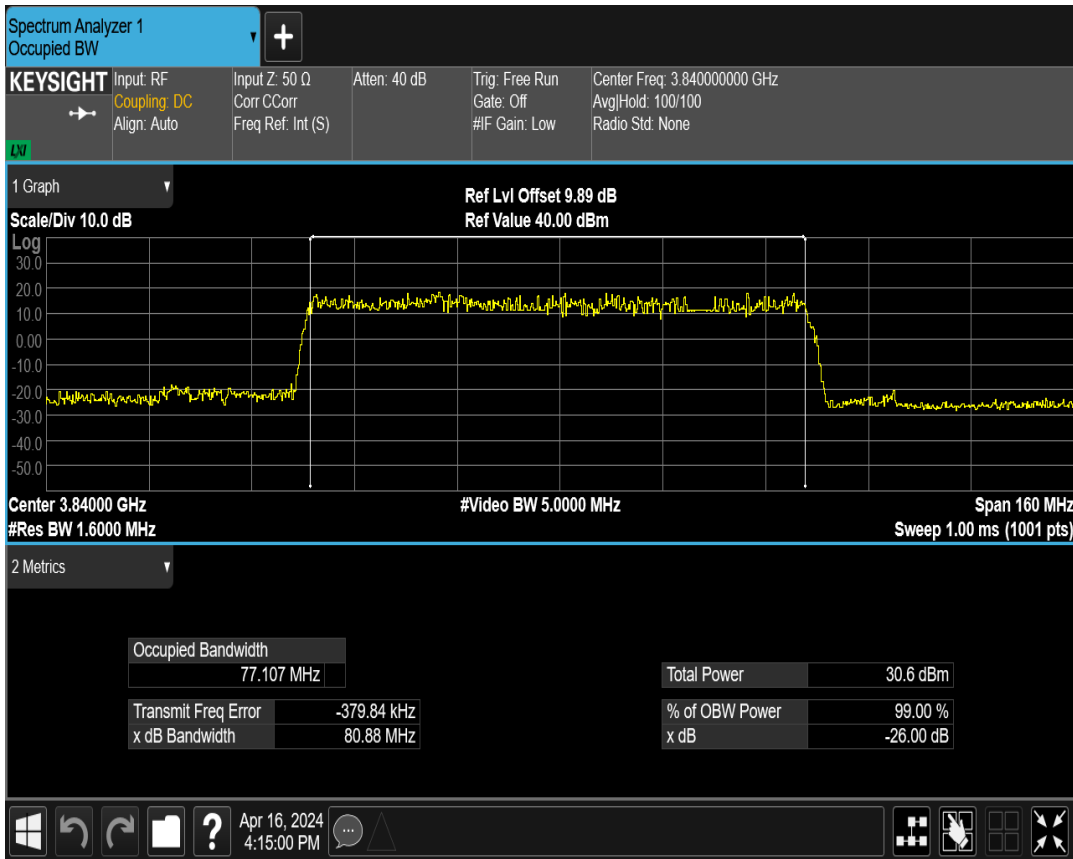 Spectrum Analyzer 1
Occupied BW
+
KEYSIGHT
LXI
Input: RF
Coupling: DC
Align: Auto
Input Z: 50 Ω
Corr CCorr
Freq Ref: Int (S)
Atten: 40 dB
Trig: Free Run
Gate: Off
#IF Gain: Low
Center Freq: 3.840000000 GHz
Avg|Hold: 100/100
Radio Std: None
1 Graph
Scale/Div 10.0 dB
Ref Lvl Offset 9.89 dB
Ref Value 40.00 dBm
Log
30.0
20.0
10.0
0.00
-10.0
-20.0
-30.0
-40.0
-50.0
Center 3.84000 GHz
#Video BW 5.0000 MHz
Span 160 MHz
#Res BW 1.6000 MHz
Sweep 1.00 ms (1001 pts)
2 Metrics
Occupied Bandwidth
77.107 MHz
Transmit Freq Error -379.84 kHz
x dB Bandwidth 80.88 MHz
Total Power 30.6 dBm
% of OBW Power 99.00 %
x dB -26.00 dB
?
Apr 16, 2024
4:15:00 PM